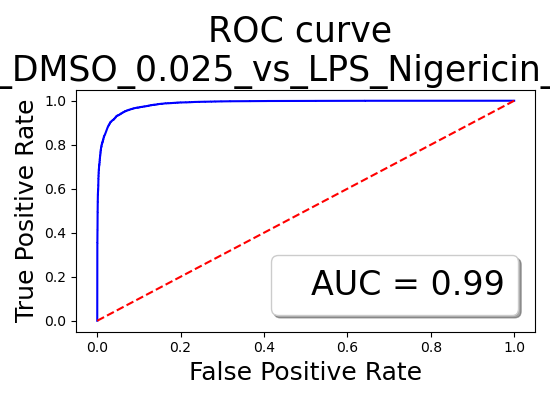 ROC curve
_DMSO_0.025_vs_LPS_Nigericin_
True Positive Rate
1.0
0.8
0.6
0.4
0.2
0.0
AUC = 0.99
0.0 0.2 0.4 0.6 0.8 1.0
False Positive Rate